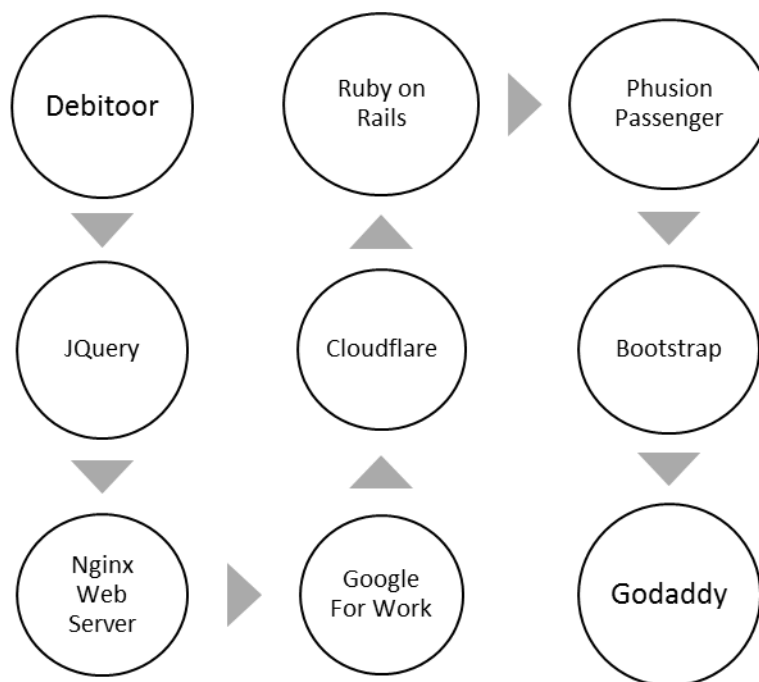 Debitoor
JQuery
Nginx
Web
Server
Google
For Work
Cloudflare
Ruby on
Rails
Phusion
Passenger
Bootstrap
Godaddy